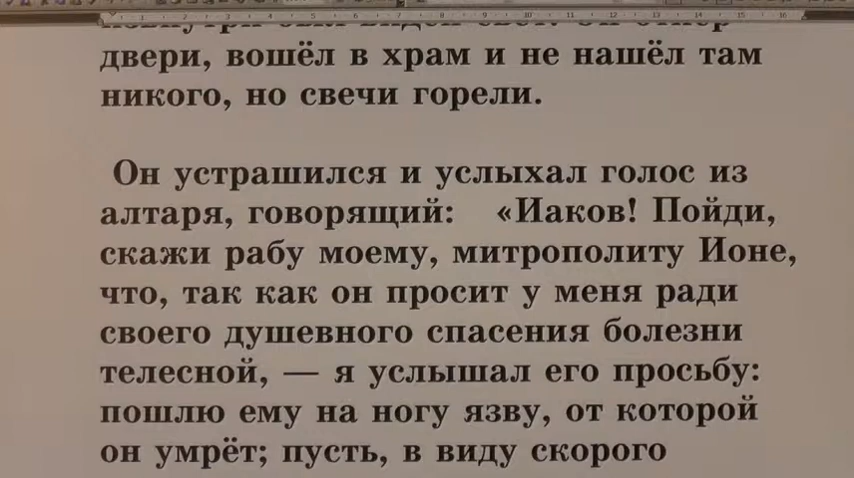 двери, вошёл в храм и не нашёл там
никого, но свечи горели.
Он устрашился и услыхал голос из
алтаря, говорящий: «Иаков! Пойди,
скажи рабу моему, митрополиту Ионе,
что, так как он просит у меня ради
своего душевного спасения болезни
телесной, — я услышал его просьбу:
пошлю ему на ногу язву, от которой
он умрёт; пусть, в виду скорого